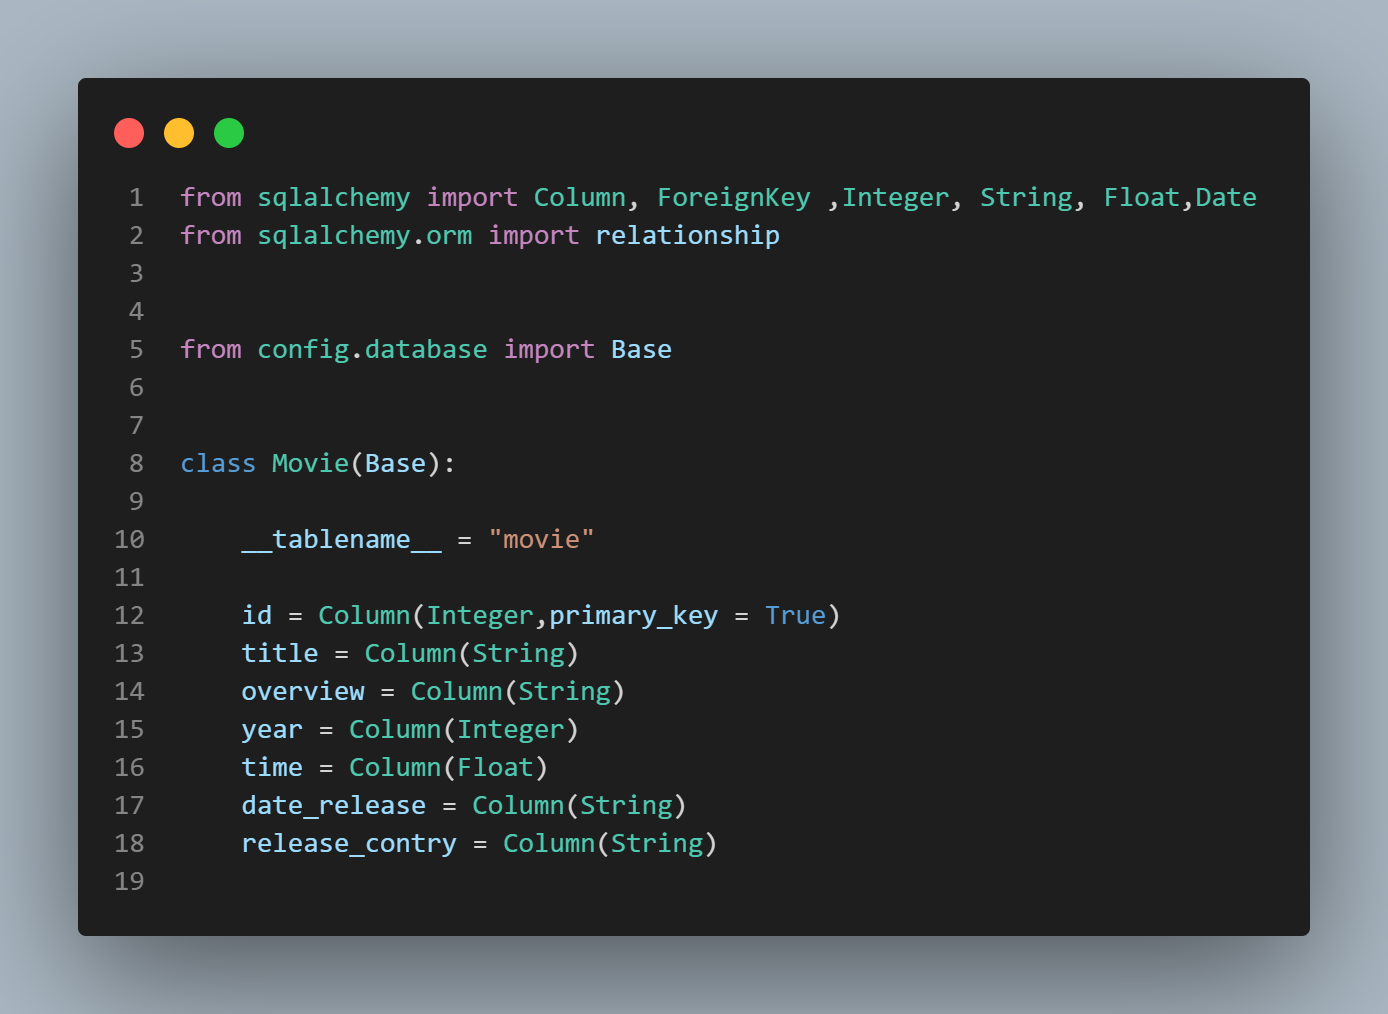 1 from sqlalchemy import Column, ForeignKey ,Integer, String, Float,Date
2 from sqlalchemy.orm import relationship
3
4
5 from config.database import Base
6
7
8 class Movie(Base):
9
10     __tablename__ = "movie"
11
12     id = Column(Integer,primary_key = True)
13     title = Column(String)
14     overview = Column(String)
15     year = Column(Integer)
16     time = Column(Float)
17     date_release = Column(String)
18     release_contry = Column(String)
19